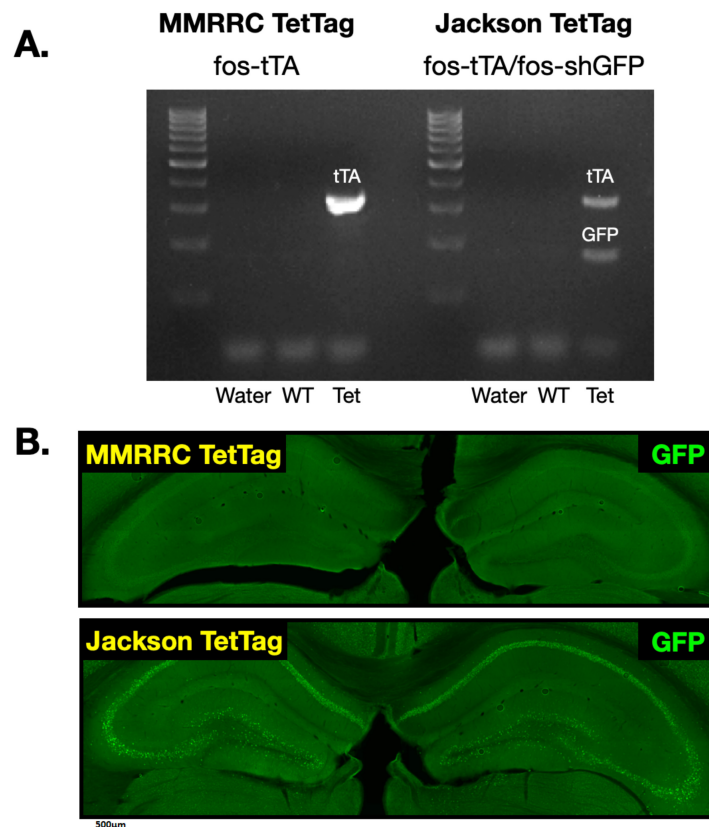 A.
MMRRC TetTag
Jackson TetTag
fos-tTA
fos-tTA/fos-shGFP
tTA
tTA
GFP
Water WT Tet
Water WT Tet
B.
MMRRC TetTag
GFP
Jackson TetTag
GFP
500µm